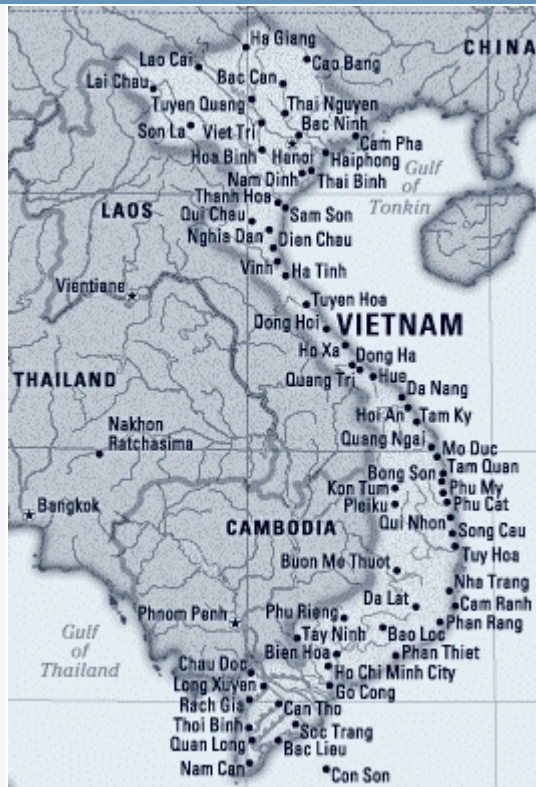 Ha Giang
CHINA
Lao Cai
Cao Bang
Lai Chau
Bac Can
Tuyen Quang
Thai Nguyen
Son La
Viet Tri
Bac Ninh
Cam Pha
Hoa Binh
Hanoi
Haiphong
Gulf
of
Tonkin
Nam Dinh
Thai Binh
Thanh Hoa
LAOS
Qui Chau
Sam Son
Nghia Dan
Dien Chau
Vinh
Ha Tinh
Vientiane
Tuyen Hoa
Dong Hoi
VIETNAM
Ho Xa
Dong Ha
THAILAND
Quang Tri
Hue
Da Nang
Hoi An
Tam Ky
Nakhon
Ratchasima
Quang Ngai
Mo Duc
Bong Son
Tam Quan
Kon Tum
Phu My
Pleiku
Phu Cat
Bangkok
CAMBODIA
Qui Nhon
Song Cau
Tuy Hoa
Buon Me Thuot
Nha Trang
Da Lat
Cam Ranh
Phnom Penh
Phu Rieng
Phan Rang
Gulf
of
Thailand
Tay Ninh
Bao Loc
Bien Hoa
Phan Thiet
Chau Doc
Ho Chi Minh City
Long Xuyen
Go Cong
Rach Gia
Can Tho
Thoi Binh
Soc Trang
Quan Long
Bac Lieu
Nam Can
Con Son